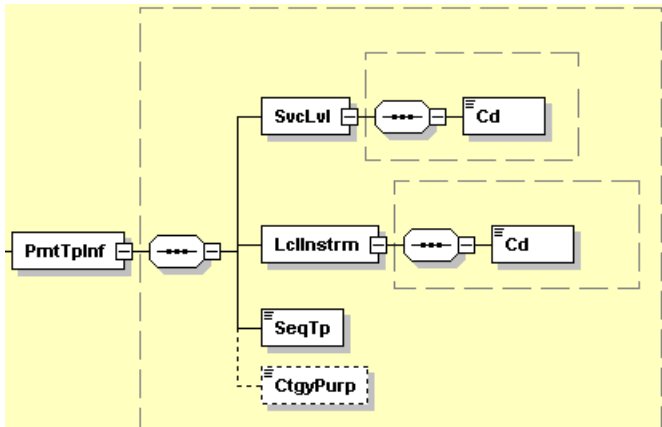 SvcLvl
Cd
PmtTpInf
LclInstrm
Cd
SeqTp
CtgyPurp